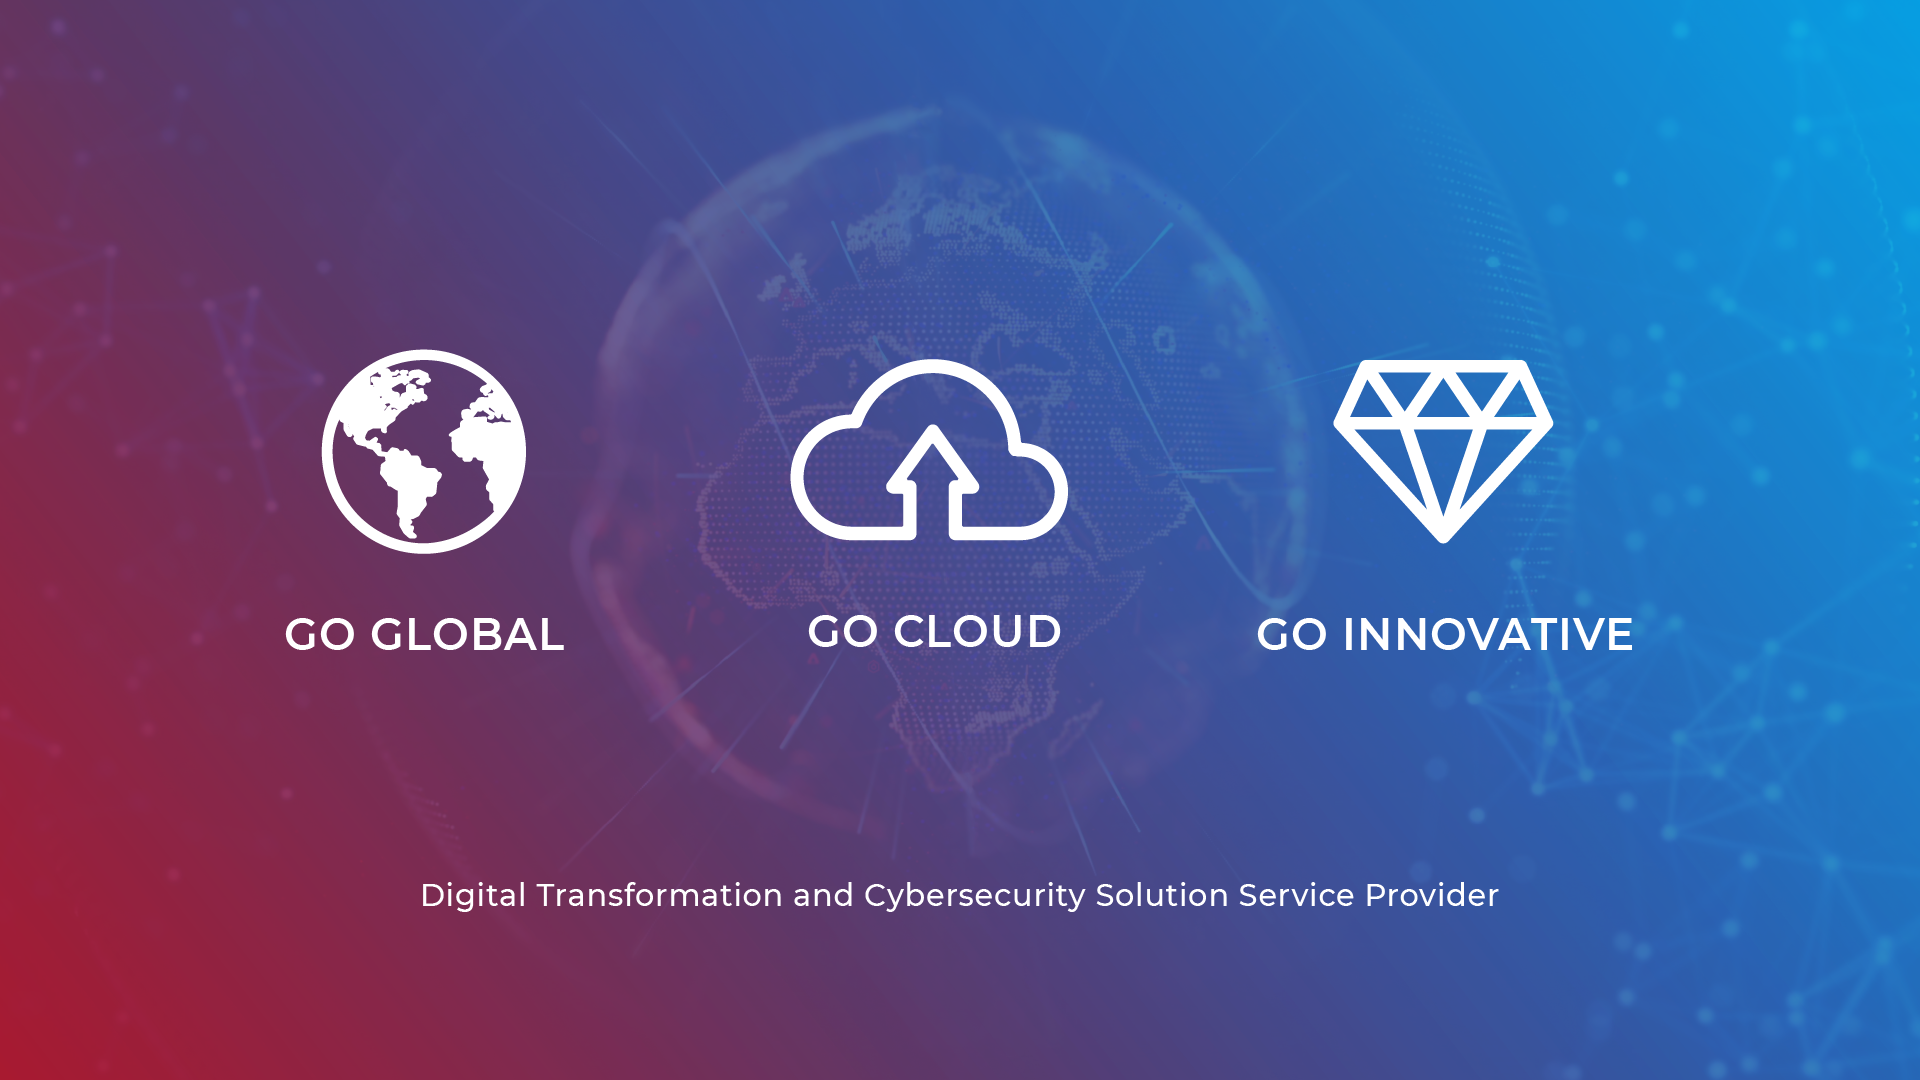 GO GLOBAL
GO CLOUD
GO INNOVATIVE
Digital Transformation and Cybersecurity Solution Service Provider